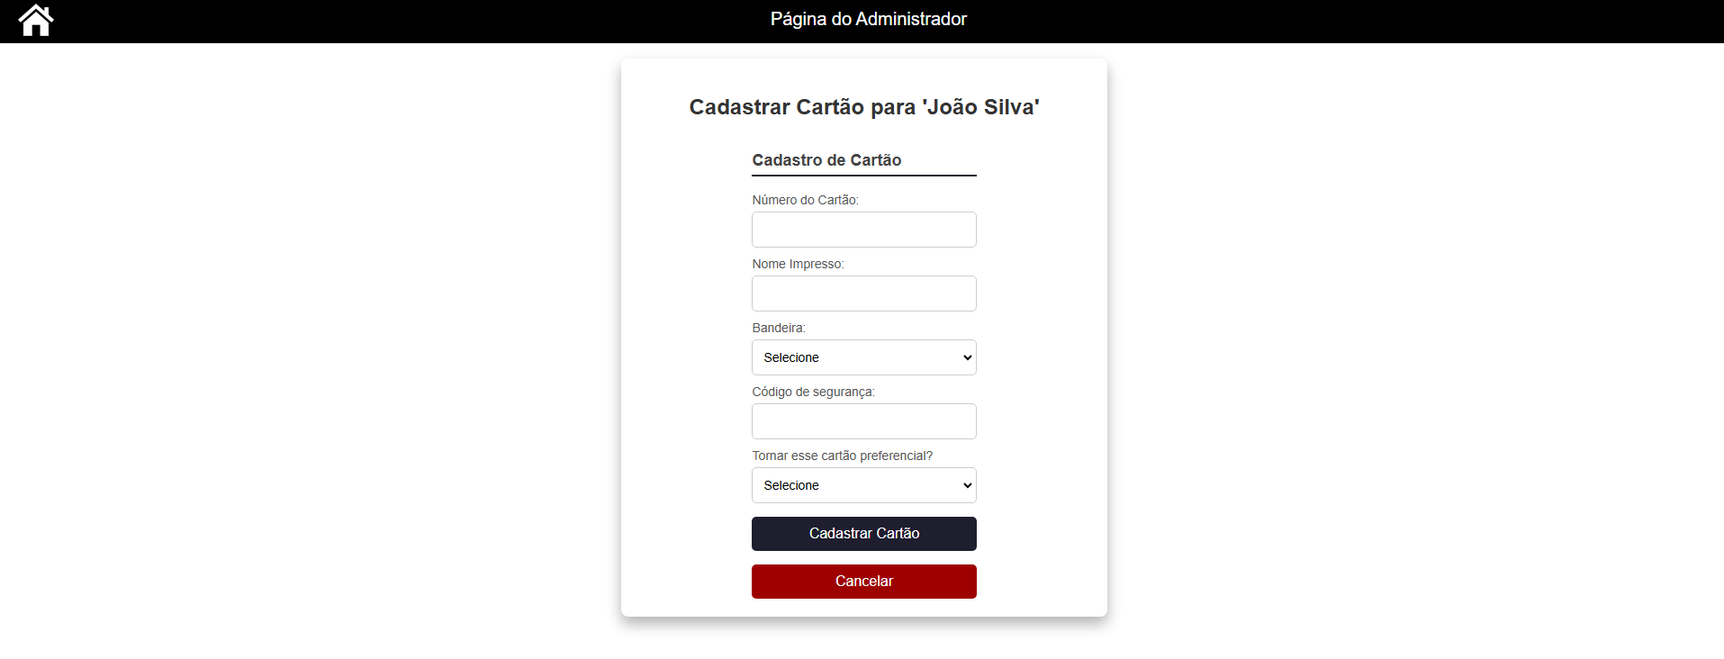 Página do Administrador
Cadastrar Cartão para 'João Silva'
Cadastro de Cartão
Número do Cartão:
Nome Impresso:
Bandeira:
Selecione
Código de segurança:
Tornar esse cartão preferencial?
Selecione
Cadastrar Cartão
Cancelar